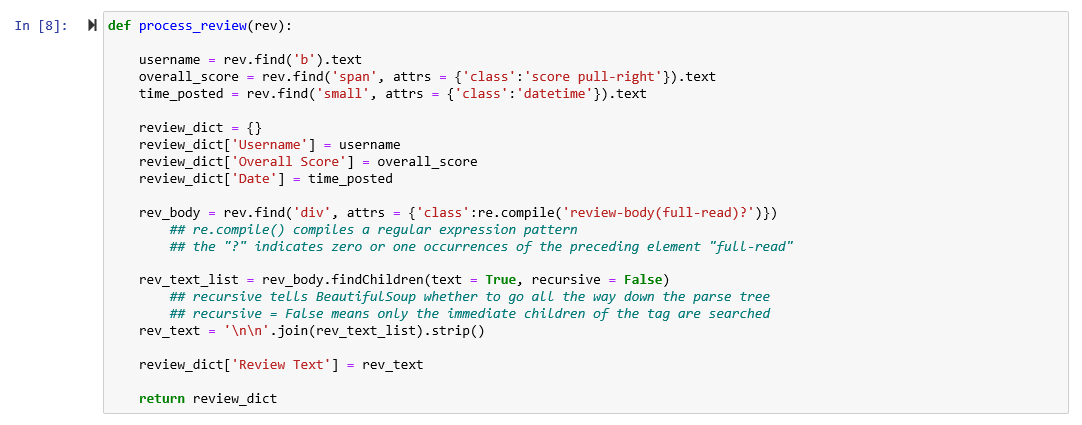 In [8]:
def process_review(rev):
    username = rev.find('b').text
    overall_score = rev.find('span', attrs = {'class':'score pull-right'}).text
    time_posted = rev.find('small', attrs = {'class':'datetime'}).text
    review_dict = {}
    review_dict['Username'] = username
    review_dict['Overall Score'] = overall_score
    review_dict['Date'] = time_posted
    rev_body = rev.find('div', attrs = {'class':re.compile('review-body(full-read)?')})
        ## re.compile() compiles a regular expression pattern
        ## the "?" indicates zero or one occurrences of the preceding element "full-read"
    rev_text_list = rev_body.findChildren(text = True, recursive = False)
        ## recursive tells BeautifulSoup whether to go all the way down the parse tree
        ## recursive = False means only the immediate children of the tag are searched
    rev_text = '\n\n'.join(rev_text_list).strip()
    review_dict['Review Text'] = rev_text
    return review_dict